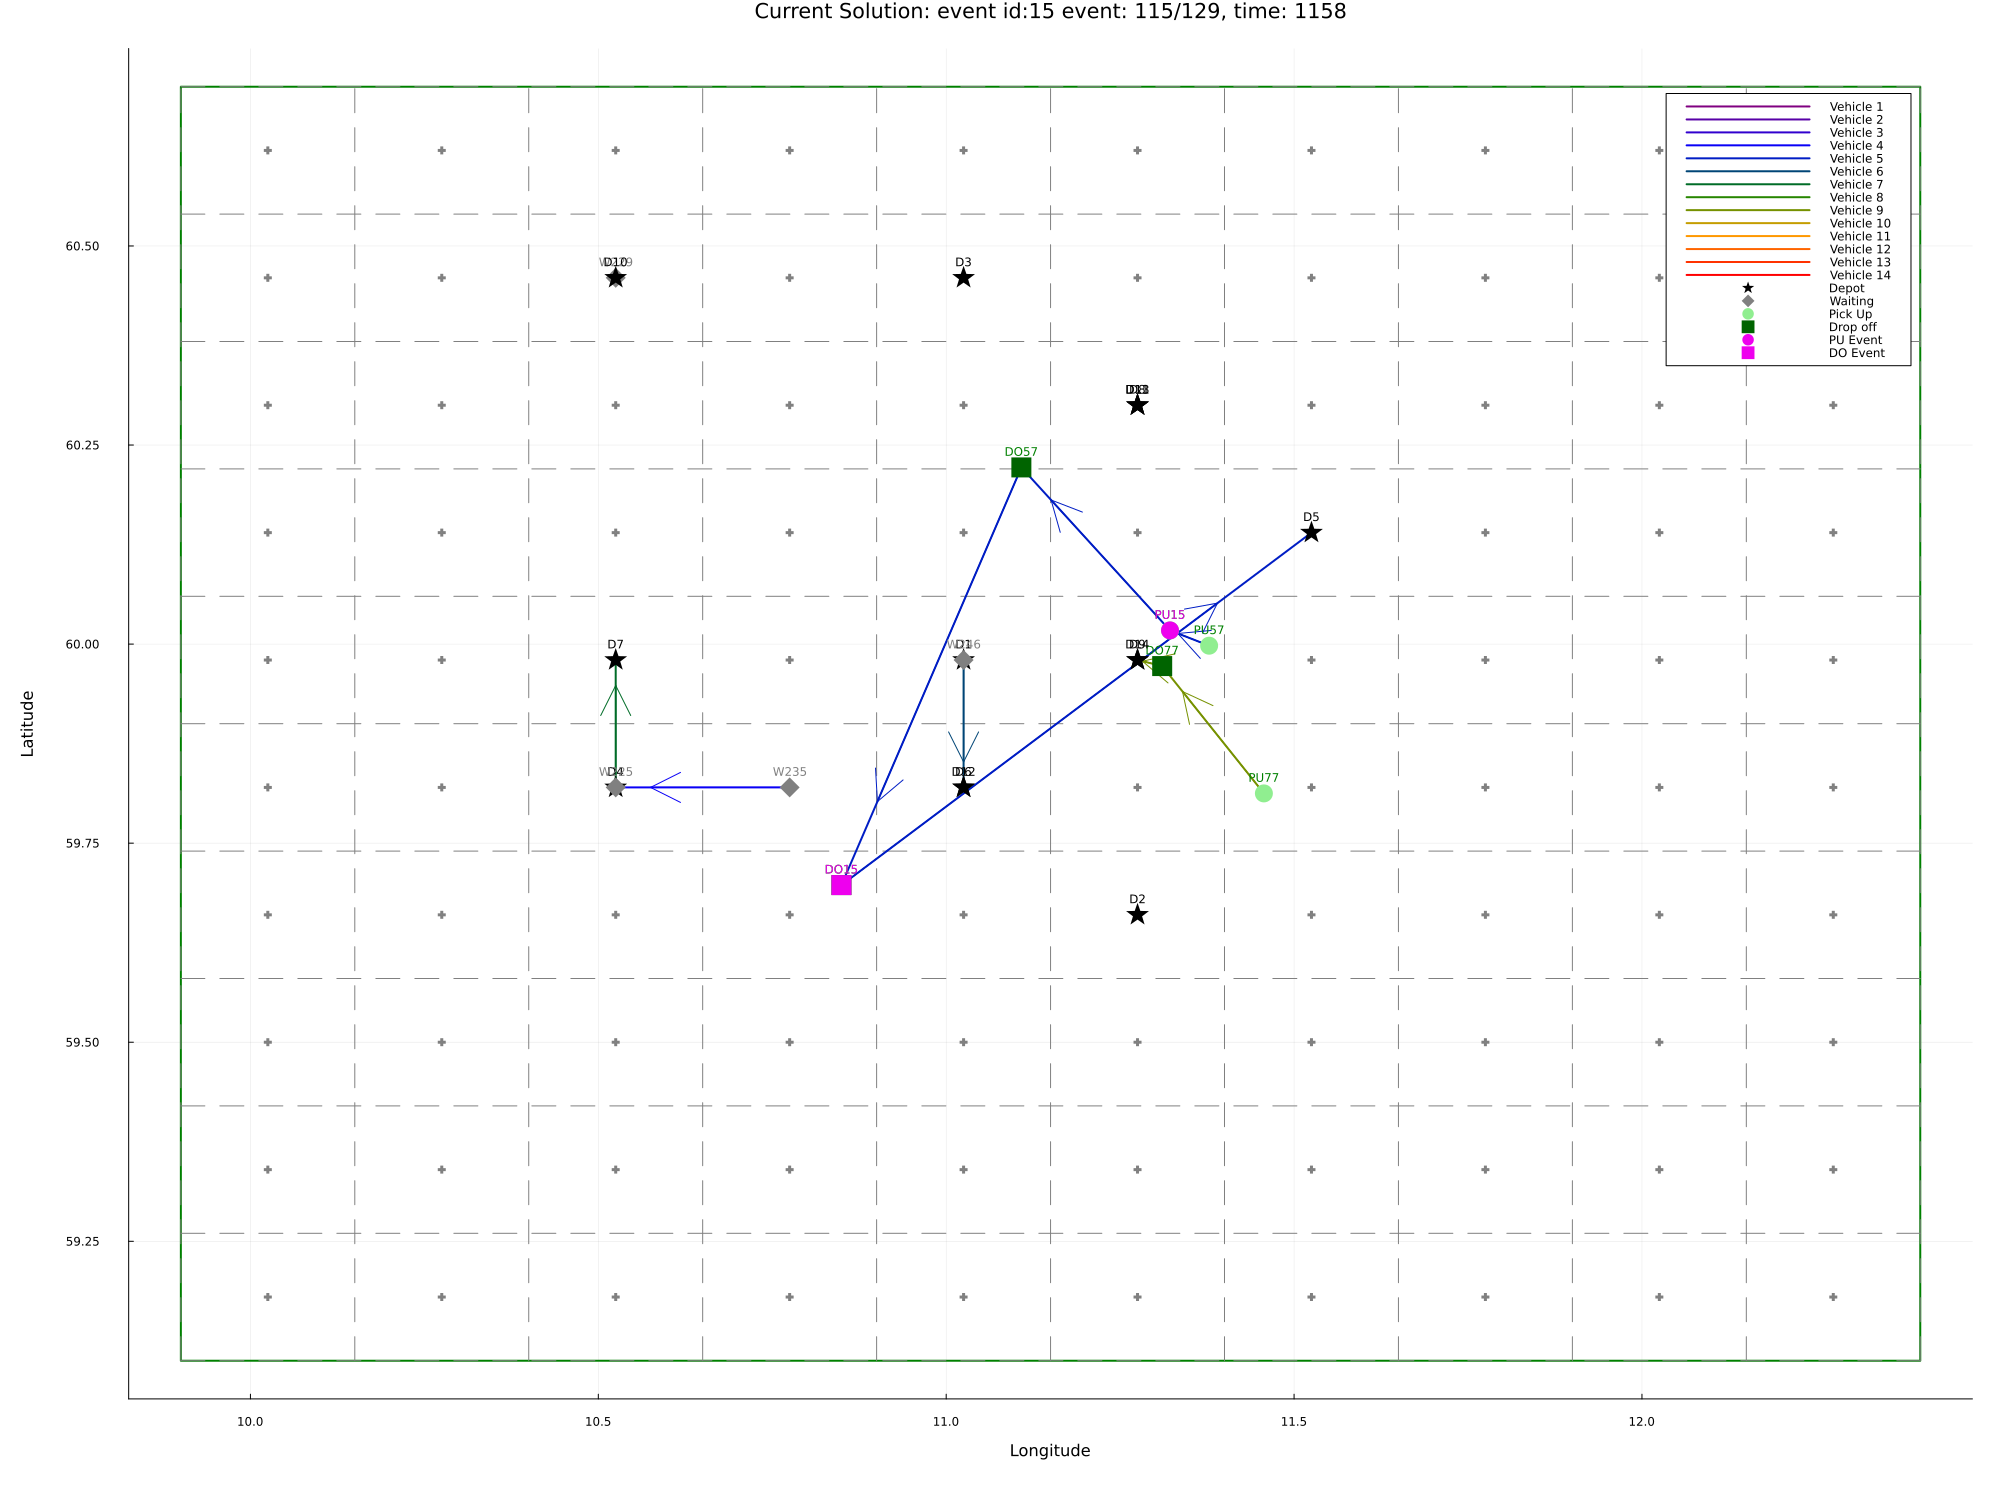 Current Solution: event id:15 event: 115/129, time: 1158
Vehicle 1
Vehicle 2
Vehicle 3
Vehicle 4
Vehicle 5
Vehicle 6
Vehicle 7
Vehicle 8
Vehicle 9
Vehicle 10
Vehicle 11
Vehicle 12
Vehicle 13
Vehicle 14
Depot
Waiting
Pick Up
Drop off
PU Event
DO Event
60.50
60.25
60.00
59.75
59.50
59.25
Latitude
D10
D3
DO57
D5
PU15
PU57
D7
D1
DO77
D4
W235
PU77
DO15
D2
10.0
10.5
11.0
11.5
12.0
Longitude